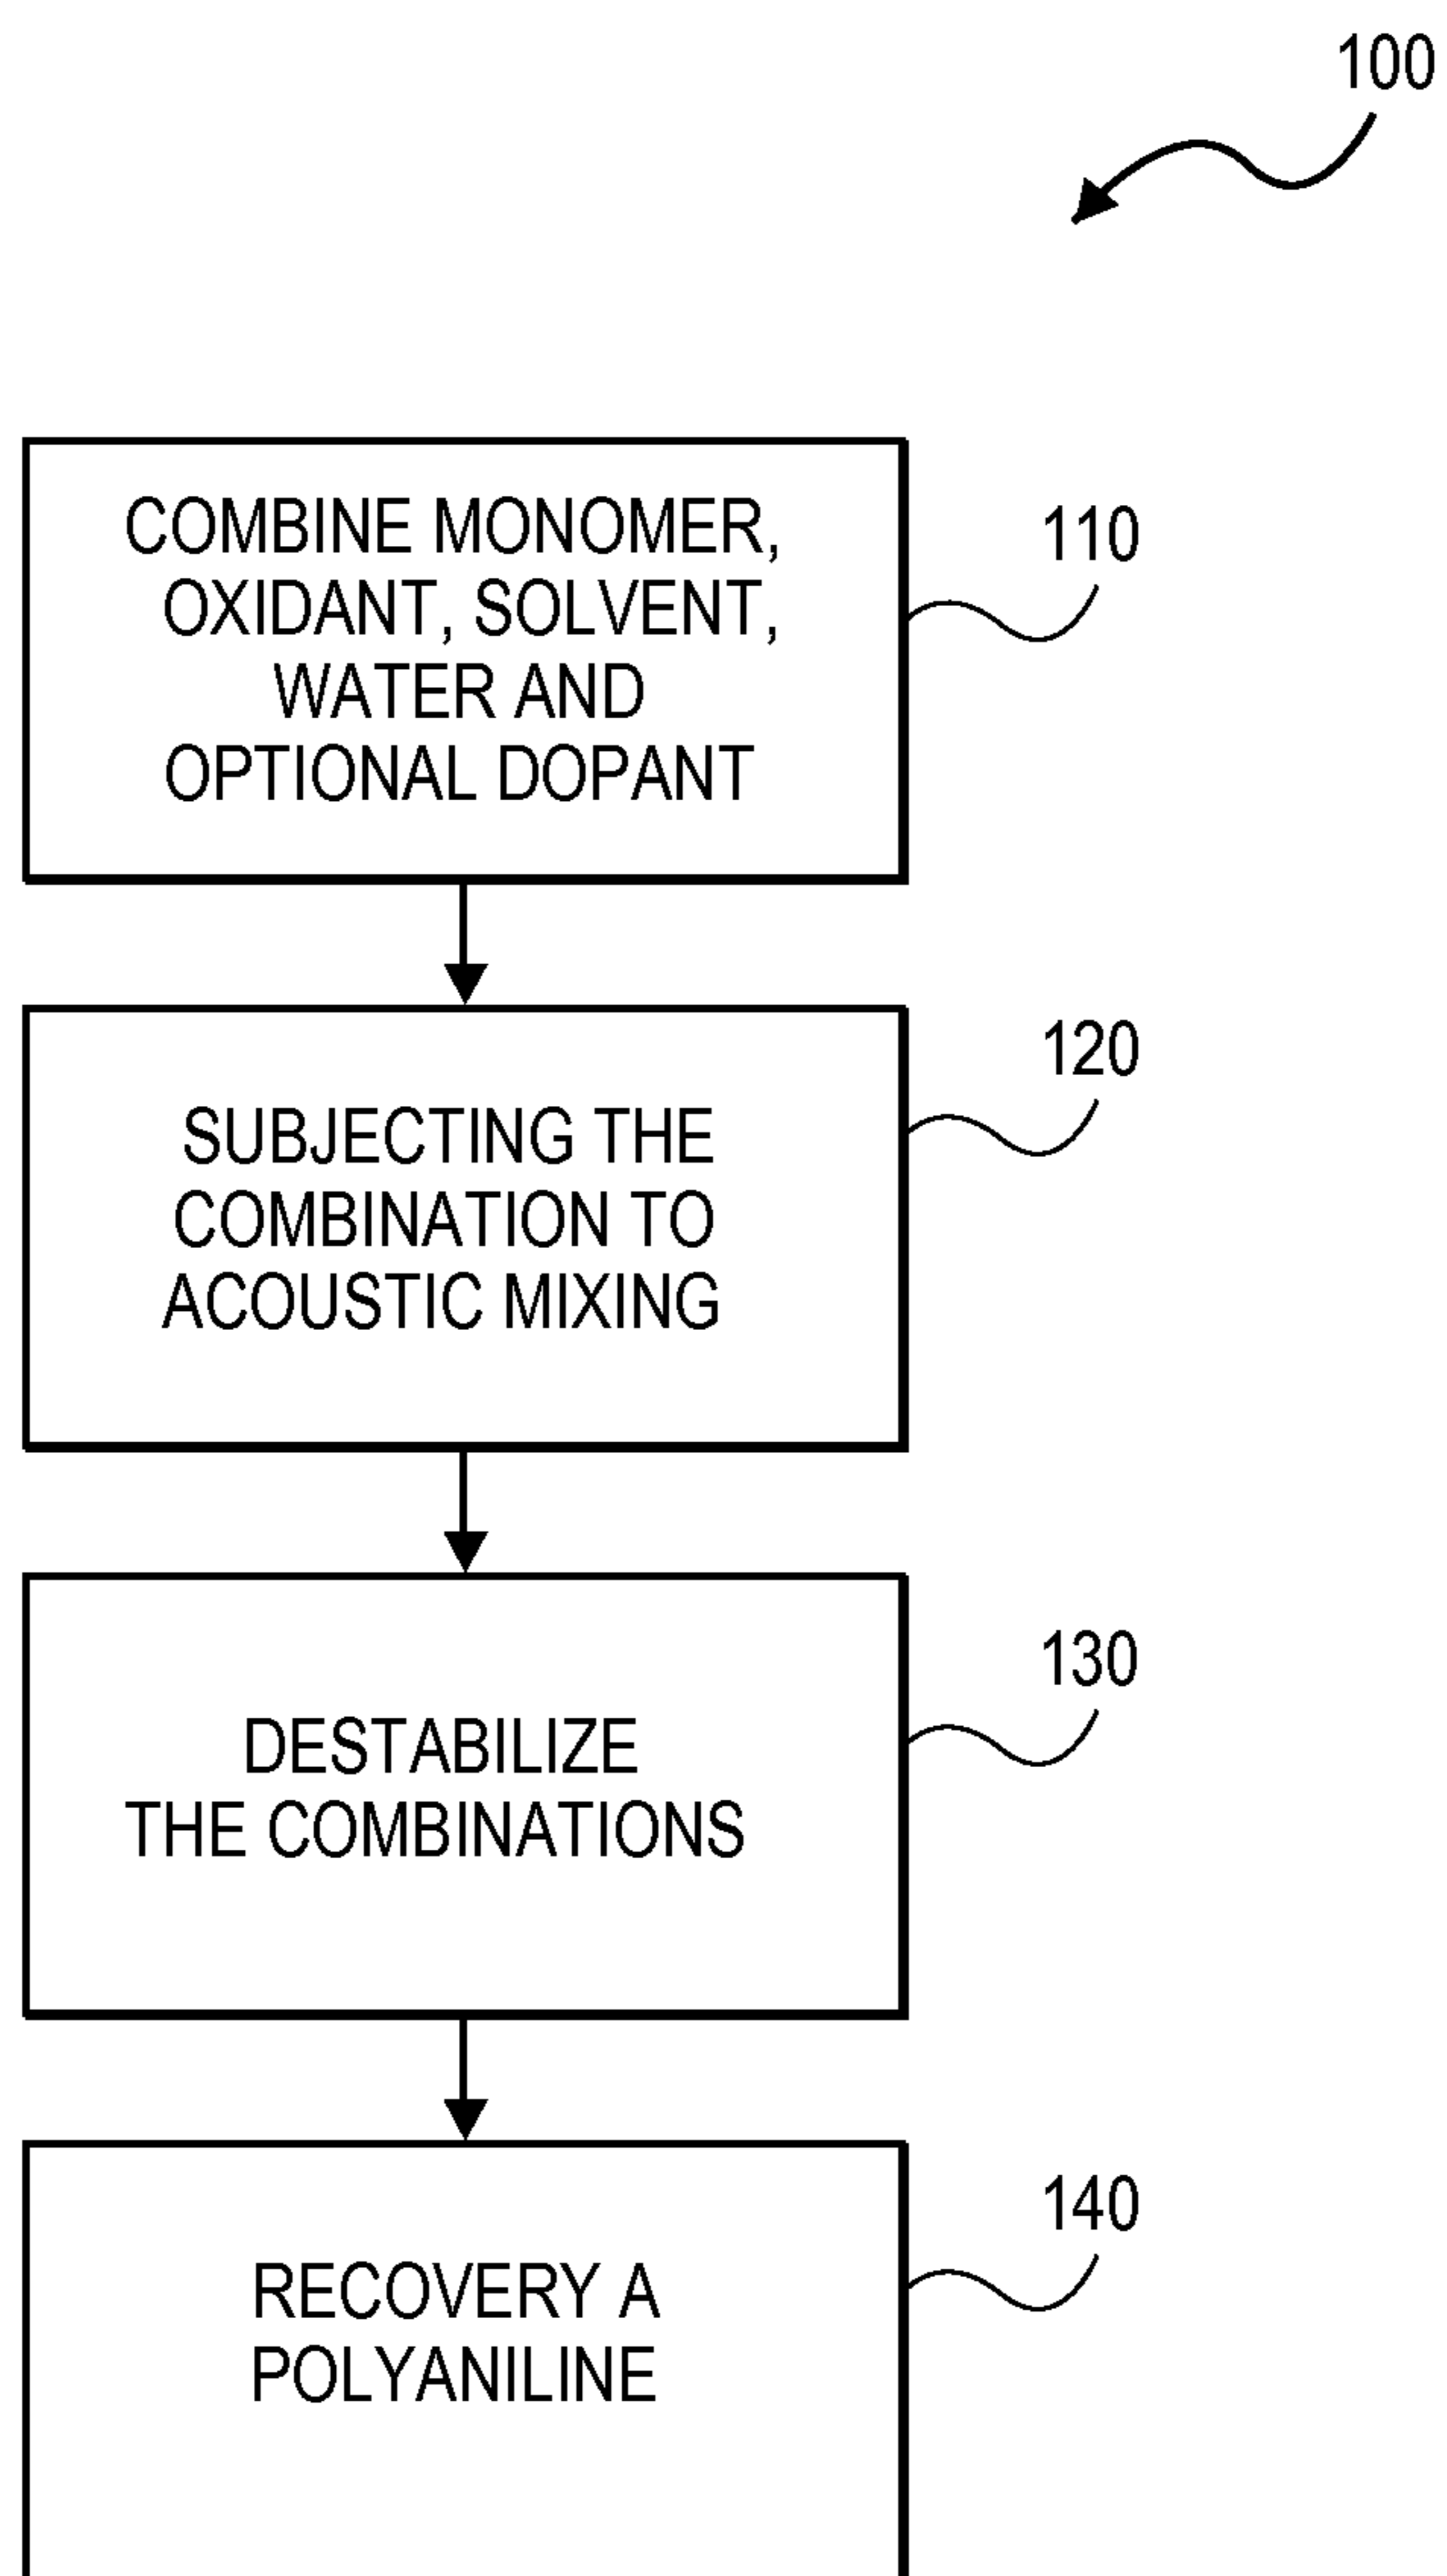 100
COMBINE MONOMER,
OXIDANT, SOLVENT,
WATER AND
OPTIONAL DOPANT
110
SUBJECTING THE
COMBINATION TO
ACOUSTIC MIXING
120
DESTABILIZE
THE COMBINATIONS
130
RECOVERY A
POLYANILINE
140